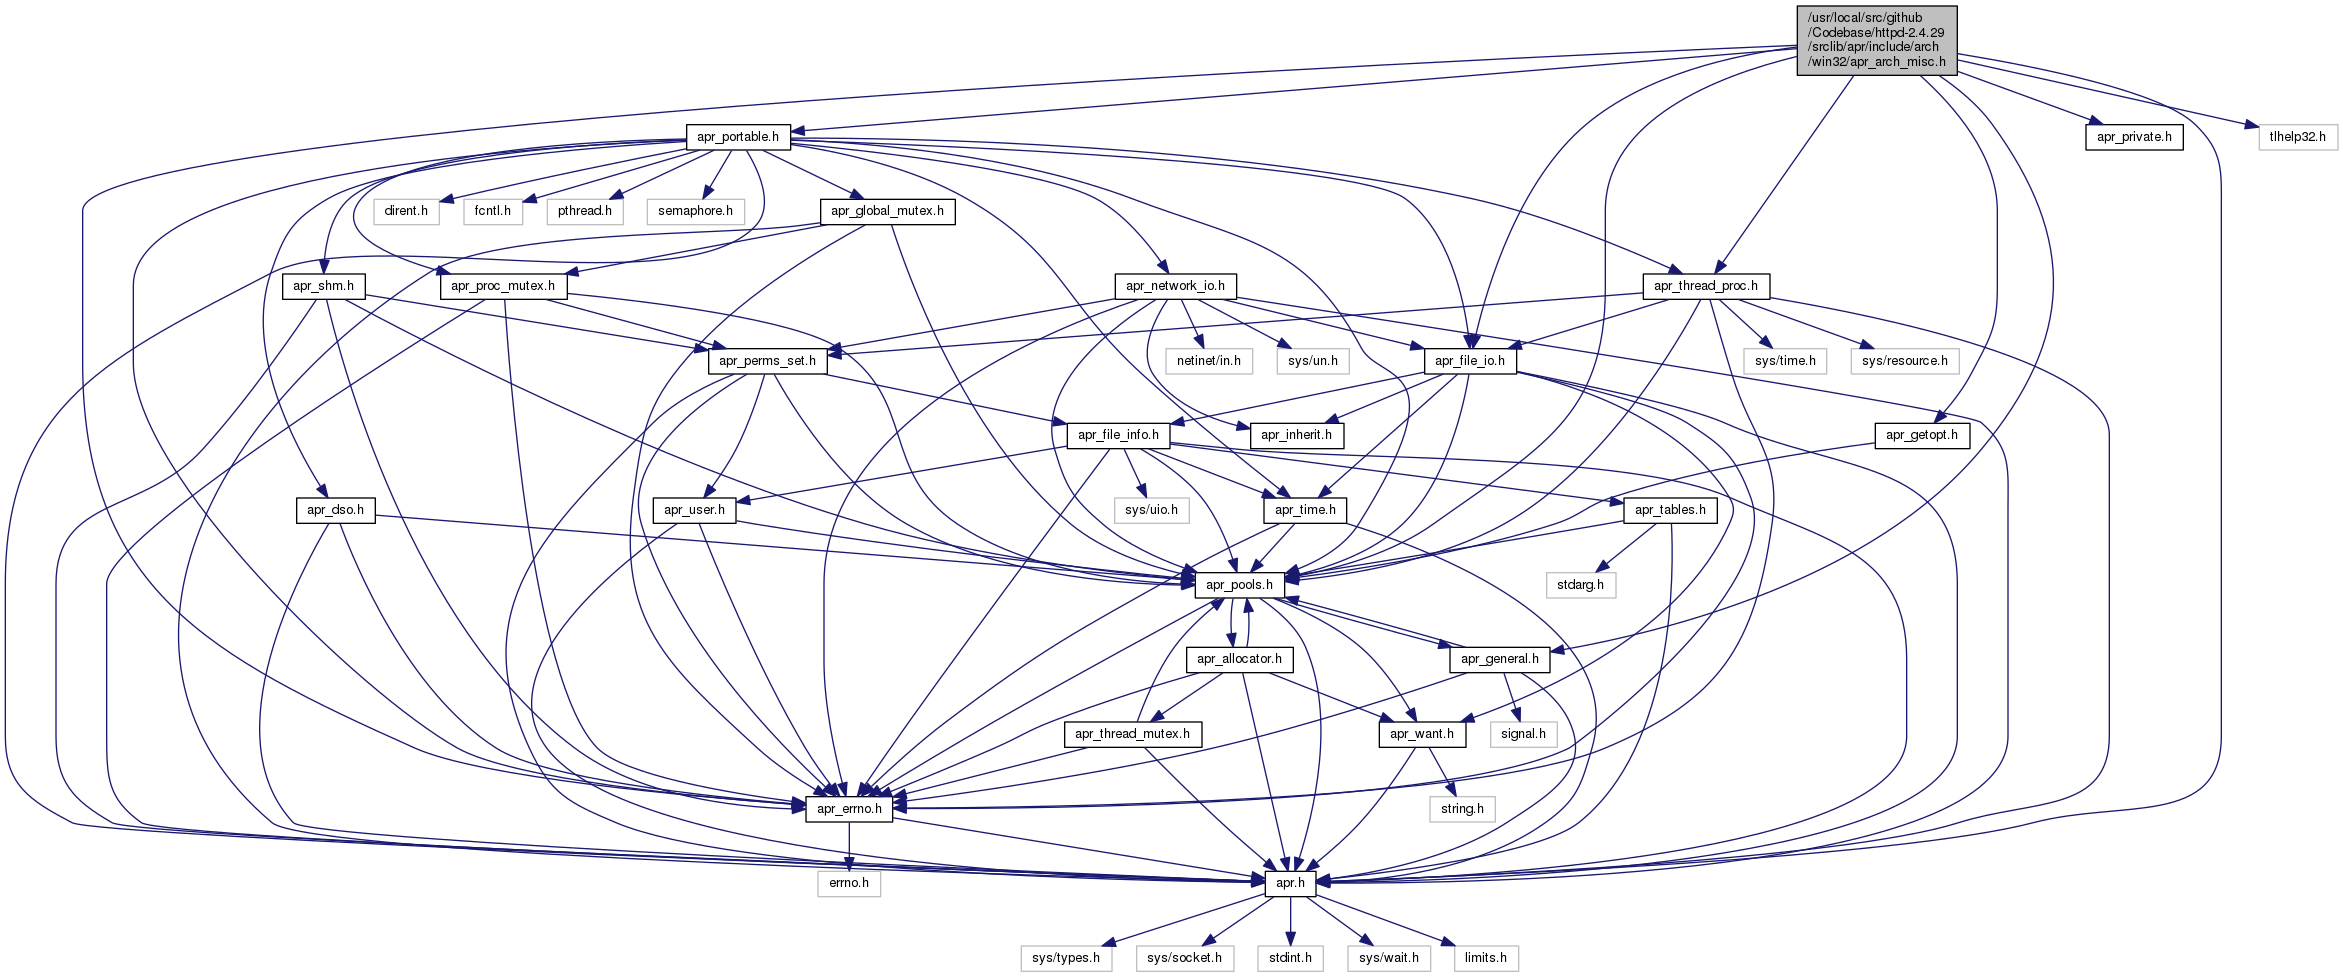 /usr/local/src/github
/Codebase/httpd-2.4.29
/srclib/apr/include/arch
/win32/apr_arch_misc.h
apr_portable.h
apr_private.h
tlhelp32.h
dirent.h
fcntl.h
pthread.h
semaphore.h
apr_global_mutex.h
apr_shm.h
apr_proc_mutex.h
apr_network_io.h
apr_thread_proc.h
apr_perms_set.h
netinet/in.h
sys/un.h
apr_file_io.h
sys/time.h
sys/resource.h
apr_file_info.h
apr_inherit.h
apr_getopt.h
apr_dso.h
apr_user.h
sys/uio.h
apr_time.h
apr_tables.h
apr_pools.h
stdarg.h
apr_allocator.h
apr_general.h
apr_thread_mutex.h
apr_want.h
signal.h
apr_errno.h
string.h
errno.h
apr.h
sys/types.h
sys/socket.h
stdint.h
sys/wait.h
limits.h